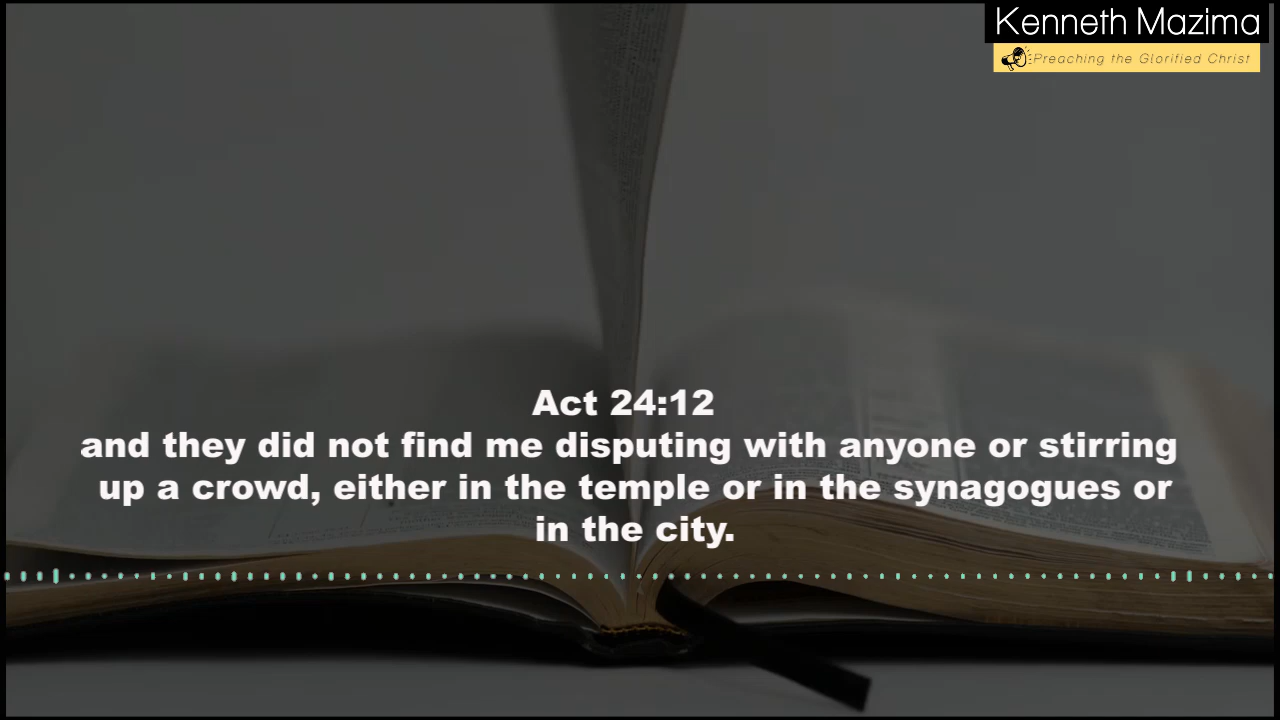 Kenneth Mazima
Preaching the Glorified Christ
Act 24:12
and they did not find me disputing with anyone or stirring
up a crowd, either in the temple or in the synagogues or
in the city.